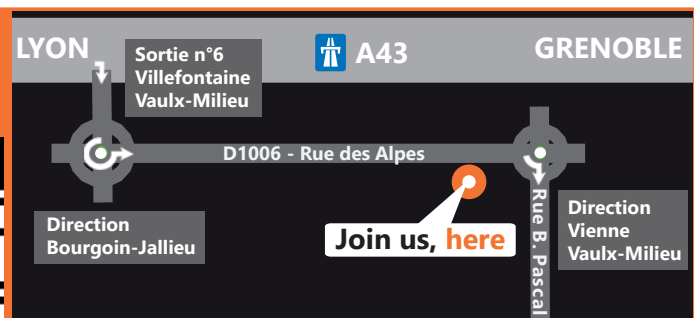 LYON
Sortie n°6
Villefontaine
Vaulx-Milieu
A43
GRENOBLE
D1006 - Rue des Alpes
Direction
Bourgoin-Jallieu
Join us, here
Rue B. Pascal
Direction
Vienne
Vaulx-Milieu